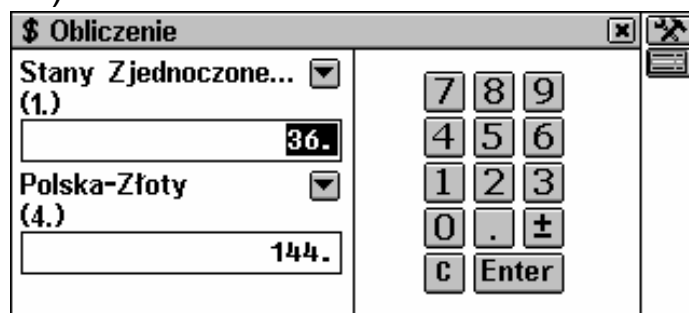 $ Obliczenie
Stany Zjednoczone...
(1.)
36.
Polska-Złoty
(4.)
144.
7 8 9
4 5 6
1 2 3
0 . ±
C Enter